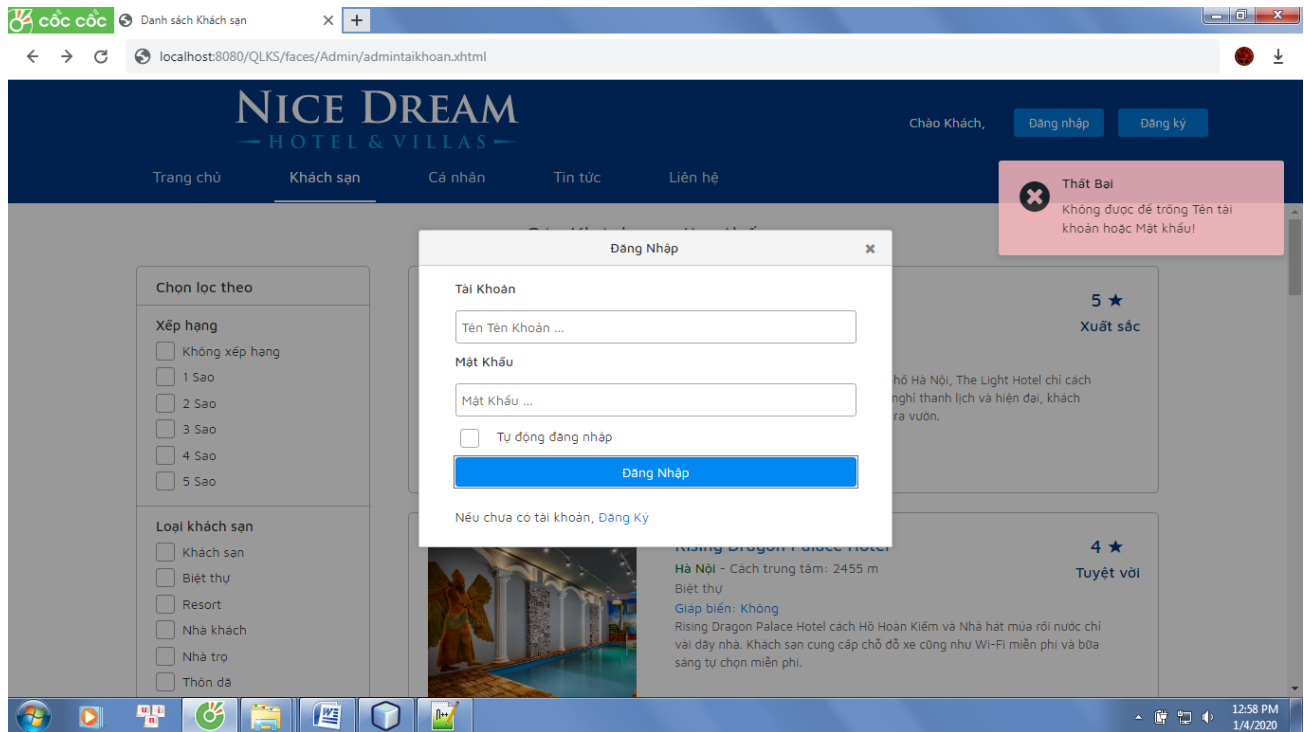 cốc cốc
Danh sách Khách sạn
localhost:8080/QLKS/faces/Admin/admintaikhoan.xhtml
NICE DREAM
HOTEL & VILLAS
Chào Khách,
Đăng nhập
Đăng ký
Trang chủ
Khách sạn
Cá nhân
Tin tức
Liên hệ
Thất Bại
Không được để trống Tên tài
khoản hoặc Mật khẩu!
Đăng Nhập
Tài Khoản
Tên Tên Khoản ...
Mật Khẩu
Mật Khẩu ...
Tự động đăng nhập
Đăng Nhập
Nếu chưa có tài khoản, Đăng Ký
Chọn lọc theo
Xếp hạng
Không xếp hạng
1 Sao
2 Sao
3 Sao
4 Sao
5 Sao
Loại khách sạn
Khách sạn
Biệt thự
Resort
Nhà khách
Nhà trọ
Thôn dã
5 ★
Xuất sắc
hố Hà Nội, The Light Hotel chỉ cách
nghỉ thanh lịch và hiện đại, khách
ra vườn.
Rising Dragon Palace Hotel
4 ★
Tuyệt vời
Hà Nội - Cách trung tâm: 2455 m
Biệt thự
Giáp biển: Không
Rising Dragon Palace Hotel cách Hồ Hoàn Kiếm và Nhà hát múa rối nước chỉ
vài dãy nhà. Khách sạn cung cấp chỗ đỗ xe cũng như Wi-Fi miễn phí và bữa
sáng tự chọn miễn phí.
12:58 PM
1/4/2020